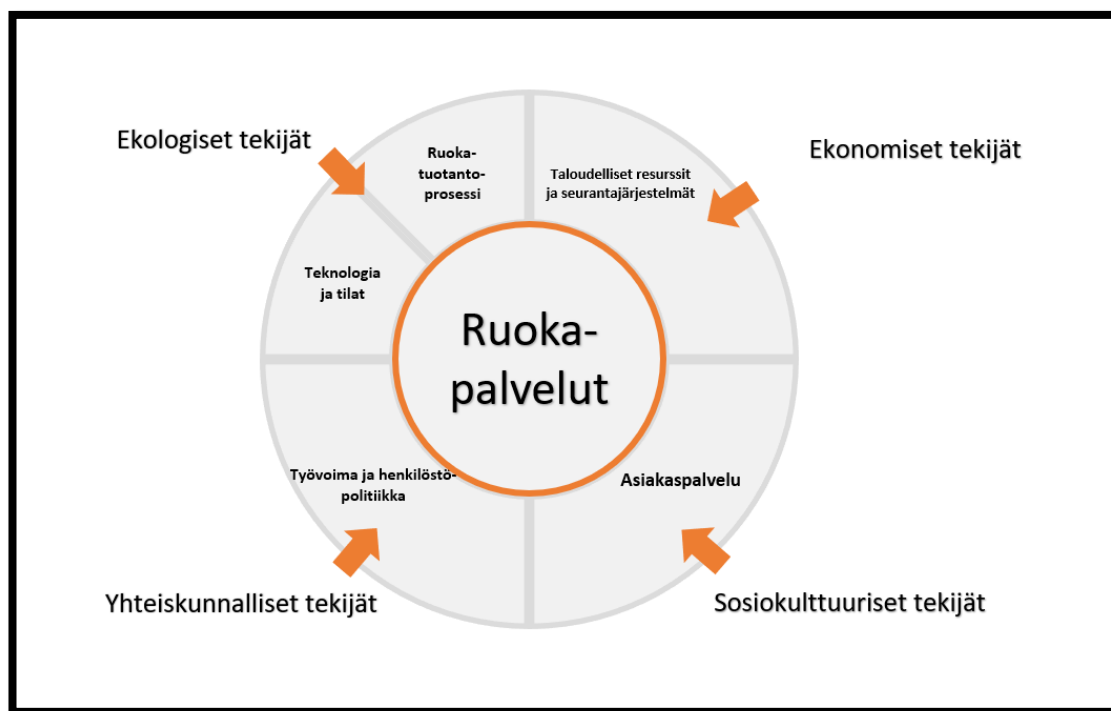 Ekologiset tekijät
Ekonomiset tekijät
Ruoka-
tuotanto-
prosessi
Taloudelliset resurssit
ja seurantajärjestelmät
Teknologia
ja tilat
Ruoka-
palvelut
Työvoima ja henkilöstö-
politiikka
Asiakaspalvelu
Yhteiskunnalliset tekijät
Sosiokulttuuriset tekijät